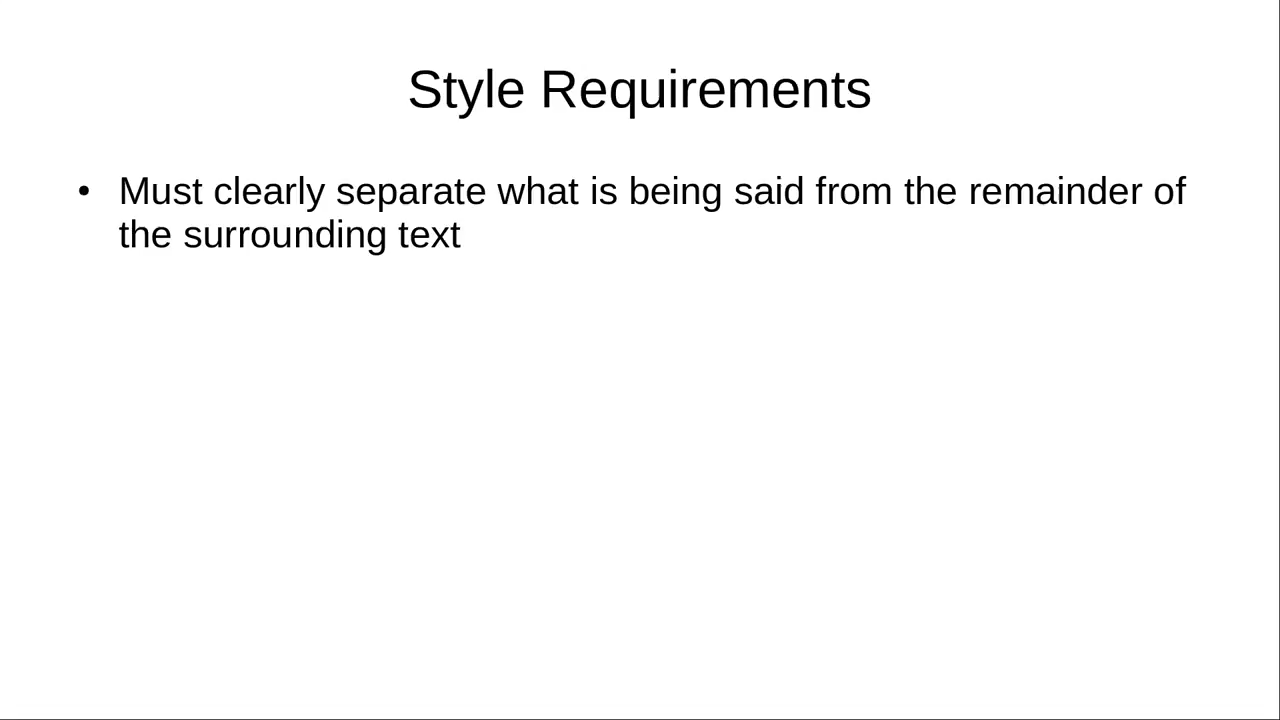 Style Requirements
• Must clearly separate what is being said from the remainder of
the surrounding text